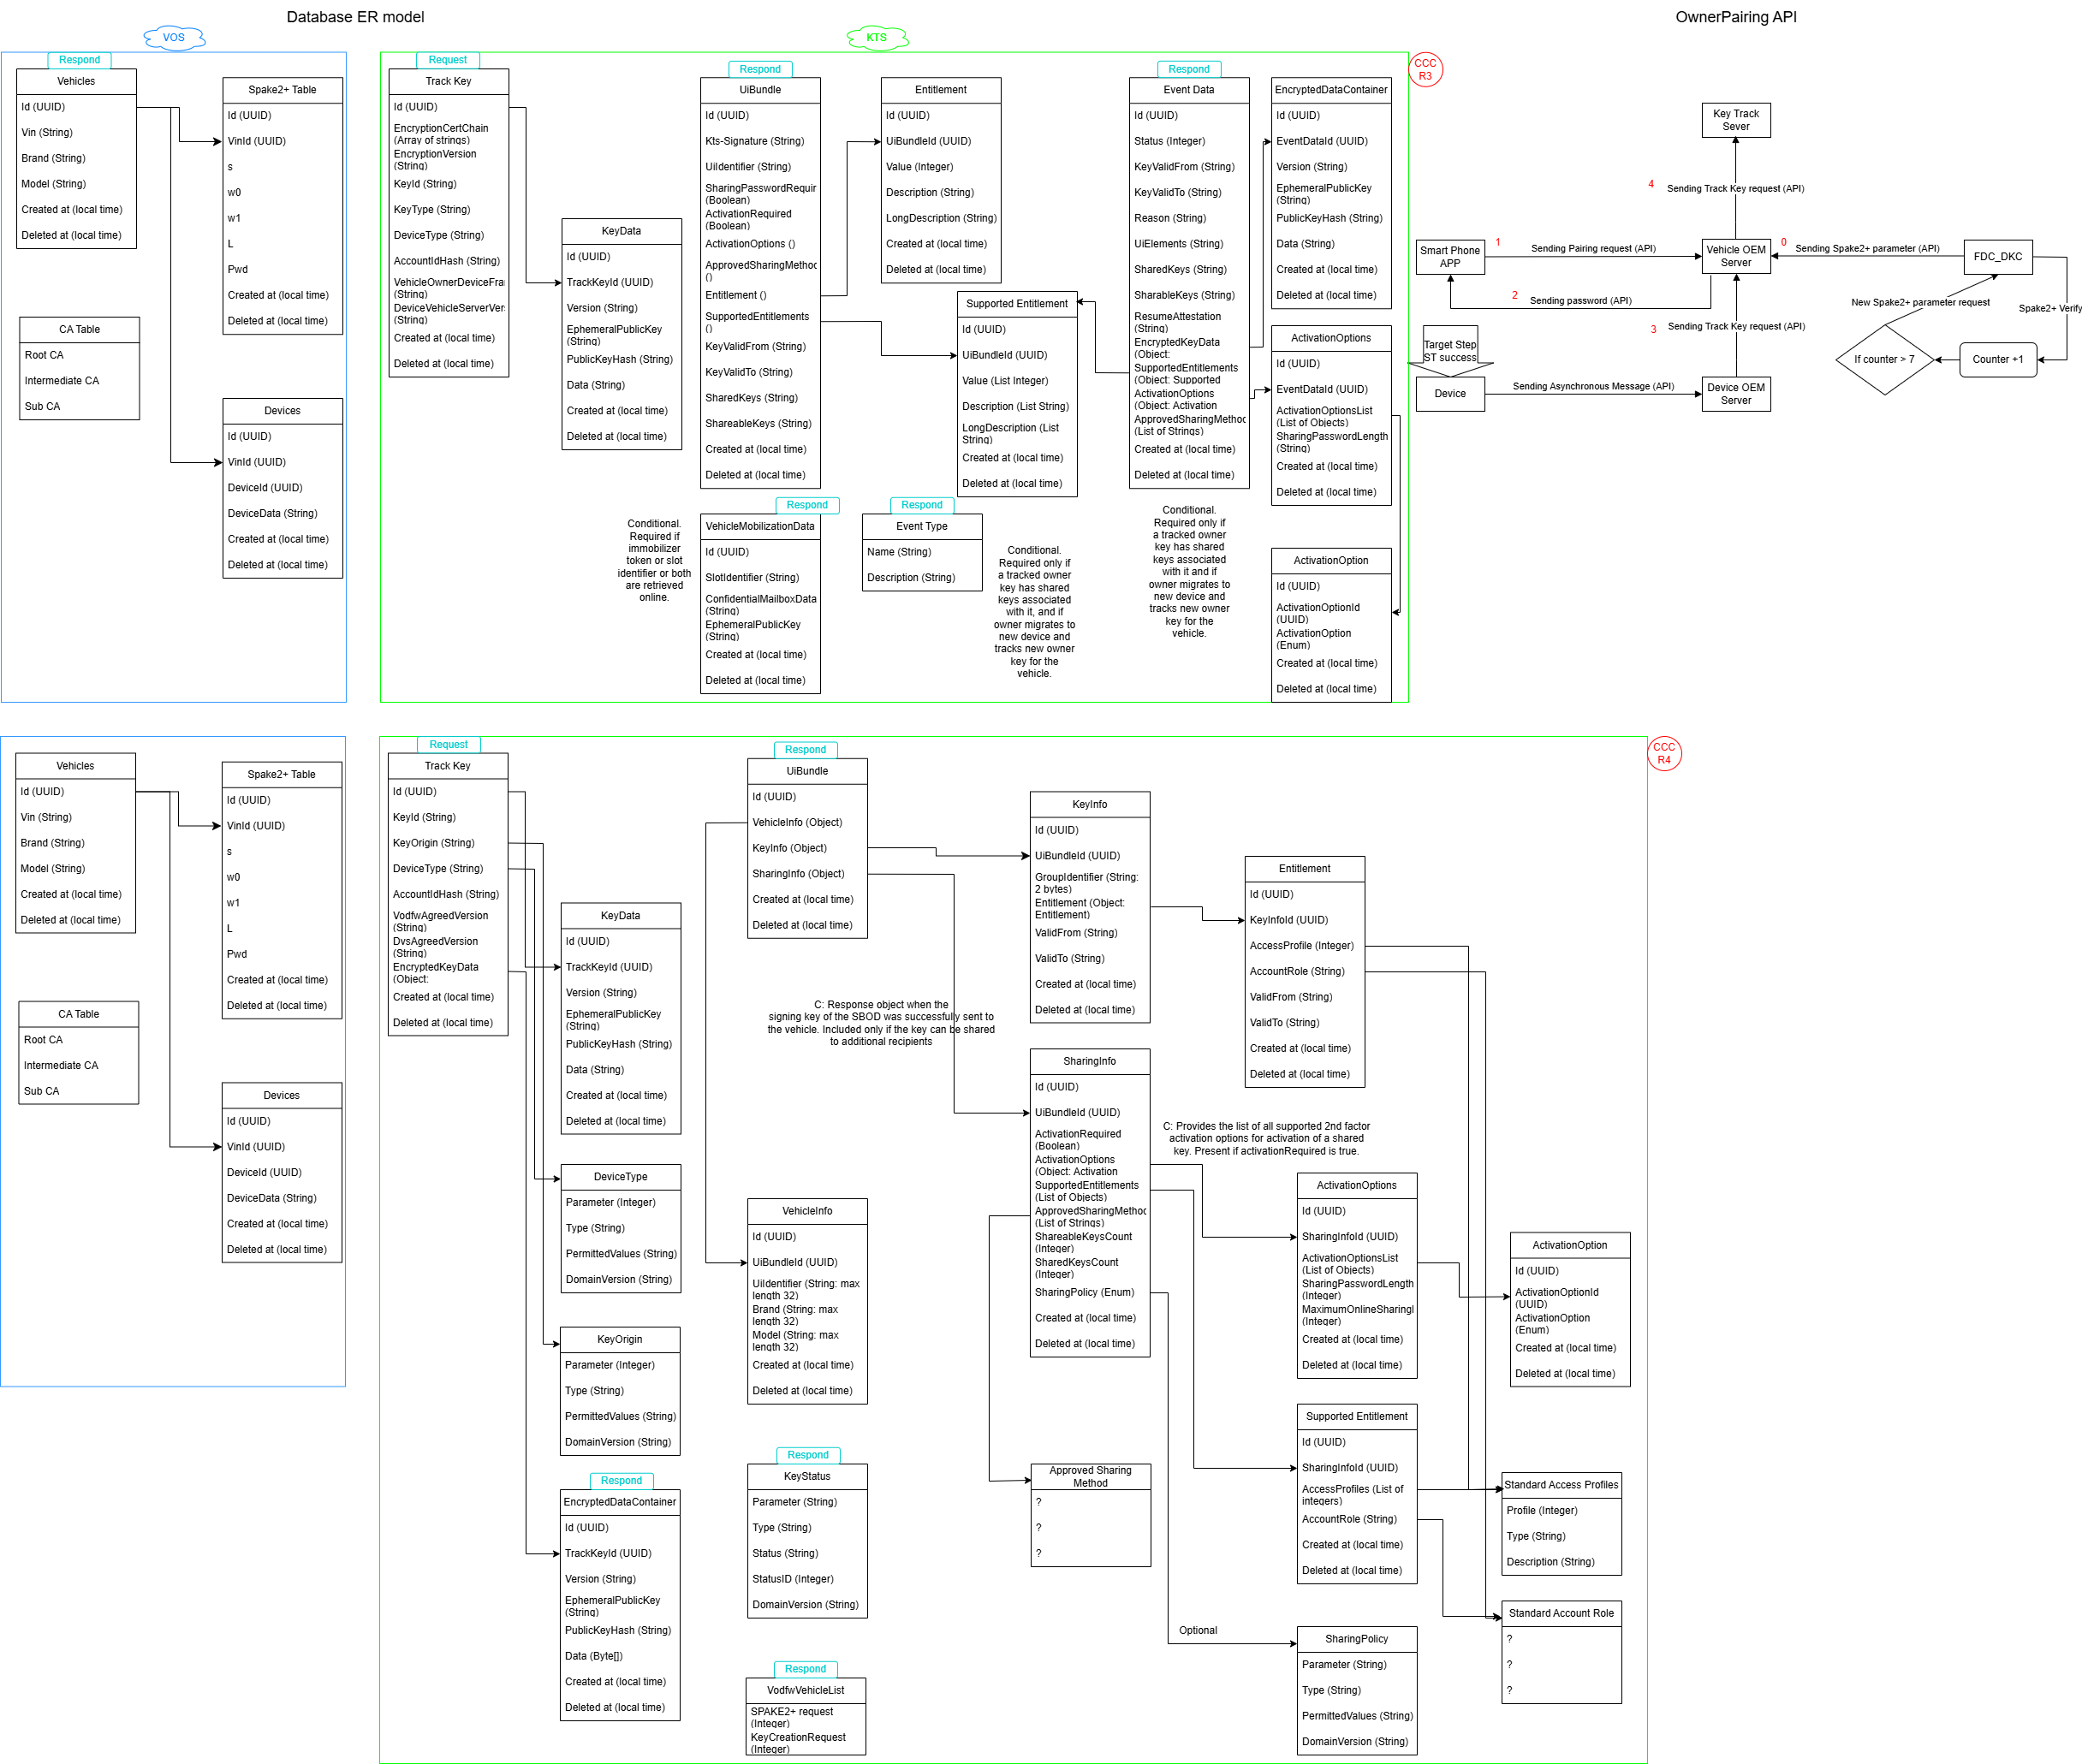 Database ER model
OwnerPairing API
VOS
KTS
CCC
R3
Respond
Vehicles
Id (UUID)
Vin (String)
Brand (String)
Model (String)
Created at (local time)
Deleted at (local time)
Spake2+ Table
Id (UUID)
VinId (UUID)
s
w0
w1
L
Pwd
Created at (local time)
Deleted at (local time)
CA Table
Root CA
Intermediate CA
Sub CA
Devices
Id (UUID)
VinId (UUID)
DeviceId (UUID)
DeviceData (String)
Created at (local time)
Deleted at (local time)
Request
Track Key
Id (UUID)
EncryptionCertChain
(Array of strings)
EncryptionVersion
(String)
KeyId (String)
KeyType (String)
DeviceType (String)
AccountIdHash (String)
VehicleOwnerDeviceFra
(String)
DeviceVehicleServerVer
(String)
Created at (local time)
Deleted at (local time)
KeyData
Id (UUID)
TrackKeyId (UUID)
Version (String)
EphemeralPublicKey
(String)
PublicKeyHash (String)
Data (String)
Created at (local time)
Deleted at (local time)
Respond
UiBundle
Id (UUID)
Kts-Signature (String)
UiIdentifier (String)
SharingPasswordRequir
(Boolean)
ActivationRequired
(Boolean)
ActivationOptions ()
ApprovedSharingMethod
()
Entitlement ()
SupportedEntitlements
()
KeyValidFrom (String)
KeyValidTo (String)
SharedKeys (String)
ShareableKeys (String)
Created at (local time)
Deleted at (local time)
Entitlement
Id (UUID)
UiBundleId (UUID)
Value (Integer)
Description (String)
LongDescription (String)
Created at (local time)
Deleted at (local time)
Supported Entitlement
Id (UUID)
UiBundleId (UUID)
Value (List Integer)
Description (List String)
LongDescription (List
String)
Created at (local time)
Deleted at (local time)
Respond
Event Data
Id (UUID)
Status (Integer)
KeyValidFrom (String)
KeyValidTo (String)
Reason (String)
UiElements (String)
SharedKeys (String)
SharableKeys (String)
ResumeAttestation
(String)
EncryptedKeyData
(Object:
SupportedEntitlements
(Object: Supported
ActivationOptions
(Object: Activation
ApprovedSharingMethod
(List of Strings)
Created at (local time)
Deleted at (local time)
EncryptedDataContainer
Id (UUID)
EventDataId (UUID)
Version (String)
EphemeralPublicKey
(String)
PublicKeyHash (String)
Data (String)
Created at (local time)
Deleted at (local time)
ActivationOptions
Id (UUID)
EventDataId (UUID)
ActivationOptionsList
(List of Objects)
SharingPasswordLength
(String)
Created at (local time)
Deleted at (local time)
ActivationOption
Id (UUID)
ActivationOptionId
(UUID)
ActivationOption
(Enum)
Created at (local time)
Deleted at (local time)
Conditional.
Required if
immobilizer
token or slot
identifier or both
are retrieved
online.
Respond
VehicleMobilizationData
Id (UUID)
SlotIdentifier (String)
ConfidentialMailboxData
(String)
EphemeralPublicKey
(String)
Created at (local time)
Deleted at (local time)
Respond
Event Type
Name (String)
Description (String)
Conditional.
Required only if
a tracked owner
key has shared
keys associated
with it, and if
owner migrates to
new device and
tracks new owner
key for the
vehicle.
Conditional.
Required only if
a tracked owner
key has shared
keys associated
with it and if
owner migrates to
new device and
tracks new owner
key for the
vehicle.
Key Track
Sever
4
Sending Track Key request (API)
Smart Phone
APP
1
Sending Pairing request (API)
Vehicle OEM
Server
0
Sending Spake2+ parameter (API)
FDC_DKC
2
Sending password (API)
New Spake2+ parameter request
Spake2+ Verify
3
Sending Track Key request (API)
Target Step
ST success
If counter > 7
Counter +1
Device
Sending Asynchronous Message (API)
Device OEM
Server
CCC
R4
Vehicles
Id (UUID)
Vin (String)
Brand (String)
Model (String)
Created at (local time)
Deleted at (local time)
Spake2+ Table
Id (UUID)
VinId (UUID)
s
w0
w1
L
Pwd
Created at (local time)
Deleted at (local time)
CA Table
Root CA
Intermediate CA
Sub CA
Devices
Id (UUID)
VinId (UUID)
DeviceId (UUID)
DeviceData (String)
Created at (local time)
Deleted at (local time)
Request
Track Key
Id (UUID)
KeyId (String)
KeyOrigin (String)
DeviceType (String)
AccountIdHash (String)
VodfwAgreedVersion
(String)
DvsAgreedVersion
(String)
EncryptedKeyData
(Object:
Created at (local time)
Deleted at (local time)
KeyData
Id (UUID)
TrackKeyId (UUID)
Version (String)
EphemeralPublicKey
(String)
PublicKeyHash (String)
Data (String)
Created at (local time)
Deleted at (local time)
DeviceType
Parameter (Integer)
Type (String)
PermittedValues (String)
DomainVersion (String)
KeyOrigin
Parameter (Integer)
Type (String)
PermittedValues (String)
DomainVersion (String)
Respond
EncryptedDataContainer
Id (UUID)
TrackKeyId (UUID)
Version (String)
EphemeralPublicKey
(String)
PublicKeyHash (String)
Data (Byte[])
Created at (local time)
Deleted at (local time)
Respond
UiBundle
Id (UUID)
VehicleInfo (Object)
KeyInfo (Object)
SharingInfo (Object)
Created at (local time)
Deleted at (local time)
C: Response object when the
signing key of the SBOD was successfully sent to
the vehicle. Included only if the key can be shared
to additional recipients
VehicleInfo
Id (UUID)
UiBundleId (UUID)
UiIdentifier (String: max
length 32)
Brand (String: max
length 32)
Model (String: max
length 32)
Created at (local time)
Deleted at (local time)
Respond
KeyStatus
Parameter (String)
Type (String)
Status (String)
StatusID (Integer)
DomainVersion (String)
Respond
VodfwVehicleList
SPAKE2+ request
(Integer)
KeyCreationRequest
(Integer)
KeyInfo
Id (UUID)
UiBundleId (UUID)
GroupIdentifier (String:
2 bytes)
Entitlement (Object:
Entitlement)
ValidFrom (String)
ValidTo (String)
Created at (local time)
Deleted at (local time)
SharingInfo
Id (UUID)
UiBundleId (UUID)
ActivationRequired
(Boolean)
ActivationOptions
(Object: Activation
SupportedEntitlements
(List of Objects)
ApprovedSharingMethod
(List of Strings)
ShareableKeysCount
(Integer)
SharedKeysCount
(Integer)
SharingPolicy (Enum)
Created at (local time)
Deleted at (local time)
Approved Sharing
Method
?
?
?
Entitlement
Id (UUID)
KeyInfoId (UUID)
AccessProfile (Integer)
AccountRole (String)
ValidFrom (String)
ValidTo (String)
Created at (local time)
Deleted at (local time)
C: Provides the list of all supported 2nd factor
activation options for activation of a shared
key. Present if activationRequired is true.
ActivationOptions
Id (UUID)
SharingInfoId (UUID)
ActivationOptionsList
(List of Objects)
SharingPasswordLength
(Integer)
MaximumOnlineSharingI
(Integer)
Created at (local time)
Deleted at (local time)
ActivationOption
Id (UUID)
ActivationOptionId
(UUID)
ActivationOption
(Enum)
Created at (local time)
Deleted at (local time)
Supported Entitlement
Id (UUID)
SharingInfoId (UUID)
AccessProfiles (List of
integers)
AccountRole (String)
Created at (local time)
Deleted at (local time)
Standard Access Profiles
Profile (Integer)
Type (String)
Description (String)
Standard Account Role
?
?
?
Optional
SharingPolicy
Parameter (String)
Type (String)
PermittedValues (String)
DomainVersion (String)